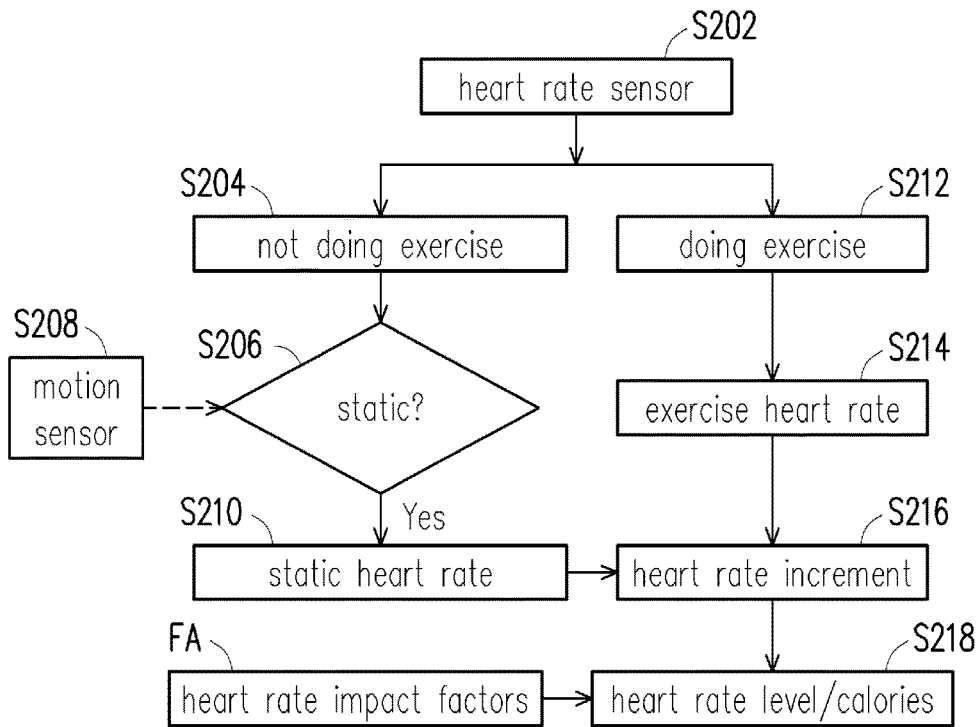 S202
heart rate sensor
S204
S212
not doing exercise
doing exercise
S208
S206
S214
motion
sensor
static?
exercise heart rate
S210
Yes
S216
static heart rate
heart rate increment
FA
S218
heart rate impact factors
heart rate level/calories